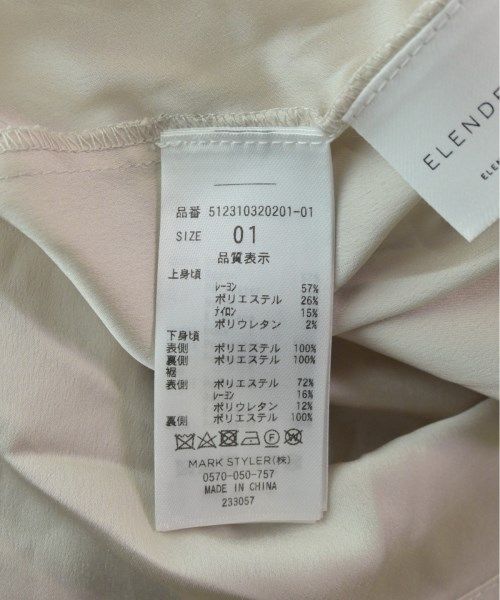 品番 512310320201-01
SIZE 01
品質表示
上身頃
レーヨン 57%
ポリエステル 26%
ナイロン 15%
ポリウレタン 2%
下身頃
表側 ポリエステル 100%
裏側 ポリエステル 100%
裾
表側 ポリエステル 72%
レーヨン 16%
ポリウレタン 12%
裏側 ポリエステル 100%
MARK STYLER(株)
0570-050-757
MADE IN CHINA
233057
ELENDE
ELEN